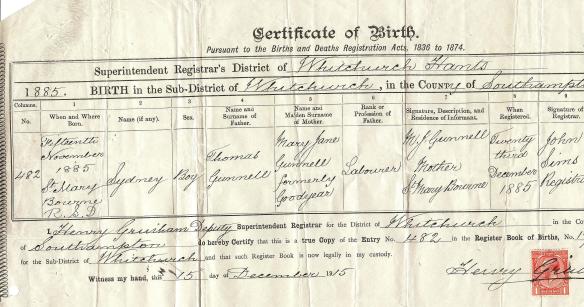 Certificate of Birth.
Pursuant to the Births and Deaths Registration Acts, 1836 to 1874.
Superintendent Registrar's District of Whitchurch Hants
1885. BIRTH in the Sub-District of Whitchurch, in the COUNTY of Southampto
Columns. 1 2 3 4 5 6 7 8 9
No. When and Where Born. Name (if any). Sex. Name and Surname of Father. Name and Maiden Surname of Mother. Rank or Profession of Father. Signature, Description, and Residence of Informant. When Registered. Signature of Registrar.
482 Fifteenth November 1885 St Mary Bourne R.S.D Sydney Boy Thomas Gunnell Mary Jane Gunnell formerly Goodyear Labourer M J Gunnell Mother St Mary Bourne Twenty third December 1885 John Sims Registra
I, Henry Deputy Superintendent Registrar for the District of Whitchurch in the Cou
of Southampton do hereby Certify that this is a true Copy of the Entry No. 482 in the Register Book of Births, No. 1
for the Sub-District of Whitchurch and that such Register Book is now legally in my custody.
Witness my hand, this 15 day of December 1915
Henry